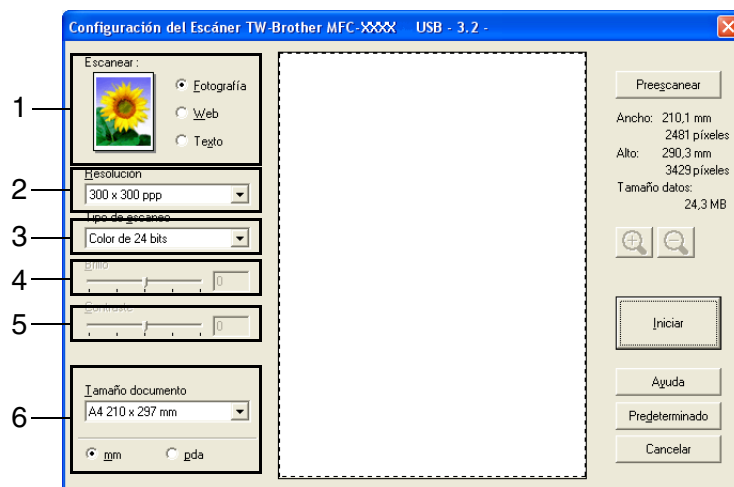 Configuración del Escáner TW-Brother MFC-XXXX USB - 3.2 -
1
Escanear :
Fotografía
Web
Texto
2
Resolución
300 x 300 ppp
3
Tipo de escaneo
Color de 24 bits
4
Brillo
0
5
Contraste
0
6
Tamaño documento
A4 210 x 297 mm
mm
pda
Preescanear
Ancho: 210,1 mm
2481 píxeles
Alto: 290,3 mm
3429 píxeles
Tamaño datos:
24,3 MB
Iniciar
Ayuda
Predeterminado
Cancelar